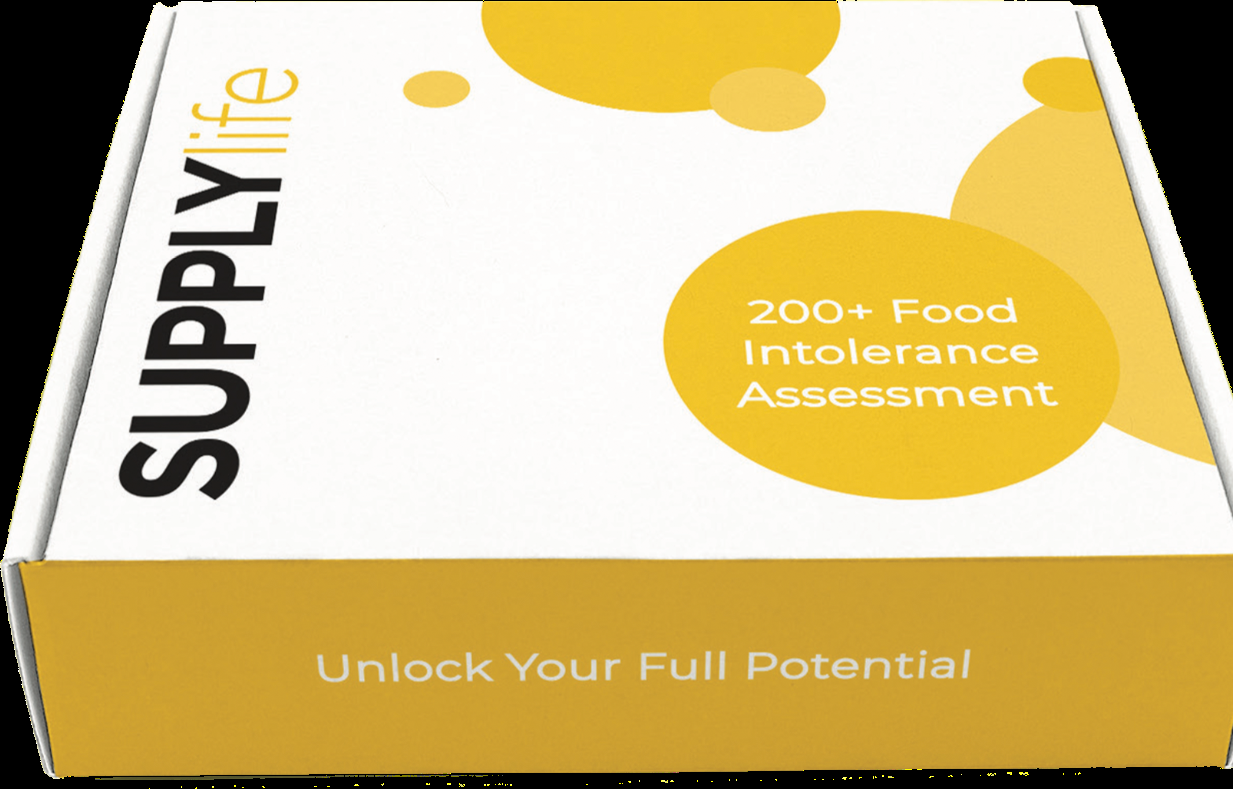 SUPPLYlife
200+ Food
Intolerance
Assessment
Unlock Your Full Potential